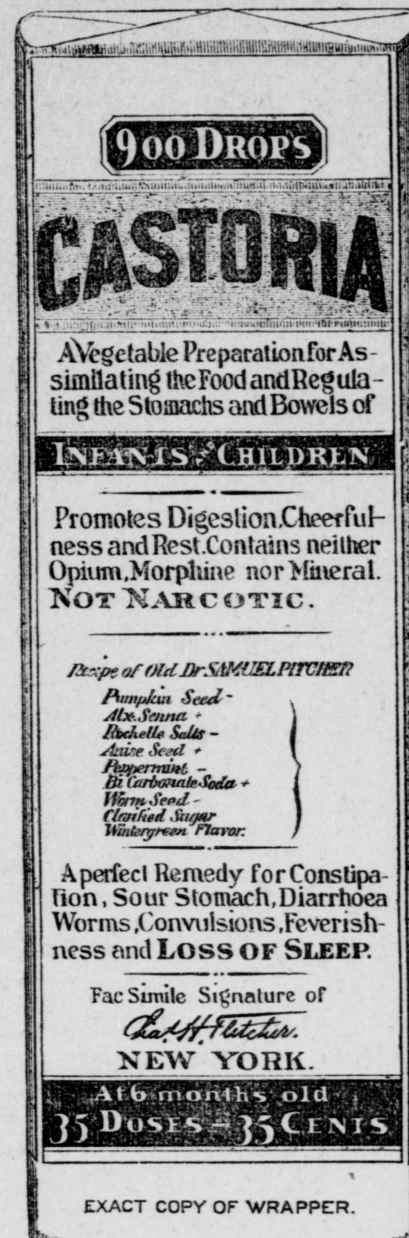 900 DROPS
CASTORIA
AVegetable Preparation for As-
similating the Food and Regula-
ting the Stomachs and Bowels of
INFANTS & CHILDREN
Promotes Digestion, Cheerful-
ness and Rest. Contains neither
Opium, Morphine nor Mineral.
NOT NARCOTIC.
Recipe of Old Dr SAMUEL PITCHER
Pumpkin Seed -
Alx. Senna +
Rochelle Salts -
Anise Seed +
Peppermint -
Bi Carbonate Soda +
Worm Seed -
Clarified Sugar
Wintergreen Flavor.
A perfect Remedy for Constipa-
tion, Sour Stomach, Diarrhoea
Worms, Convulsions, Feverish-
ness and LOSS OF SLEEP.
Fac Simile Signature of
Chas. H. Fletcher.
NEW YORK.
At 6 months old
35 DOSES - 35 CENTS
EXACT COPY OF WRAPPER.